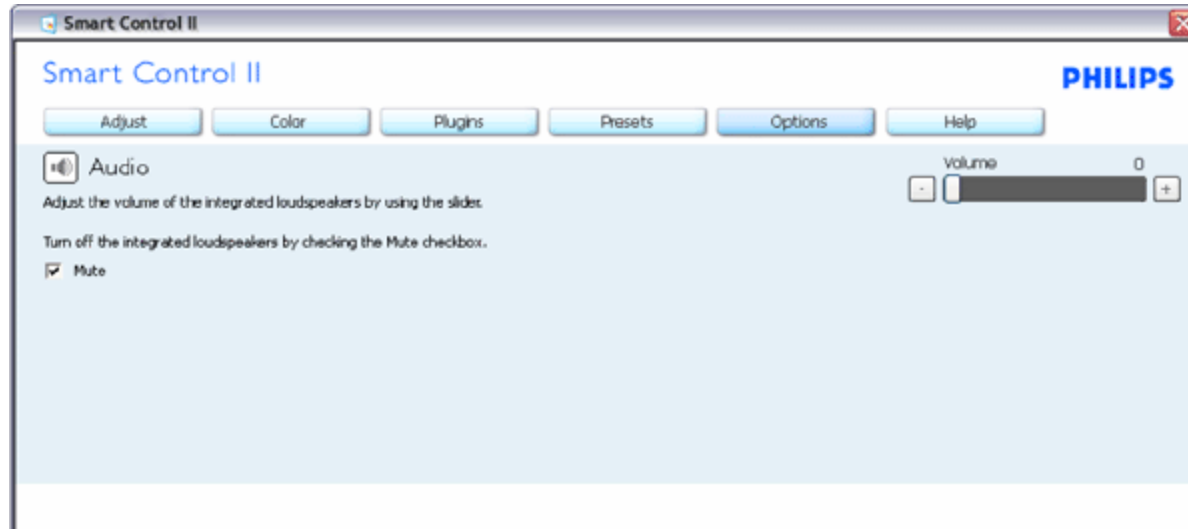 Smart Control II
Smart Control II
PHILIPS
Adjust Color Plugins Presets Options Help
Audio
Volume 0
- +
Adjust the volume of the integrated loudspeakers by using the slider.
Turn off the integrated loudspeakers by checking the Mute checkbox.
Mute